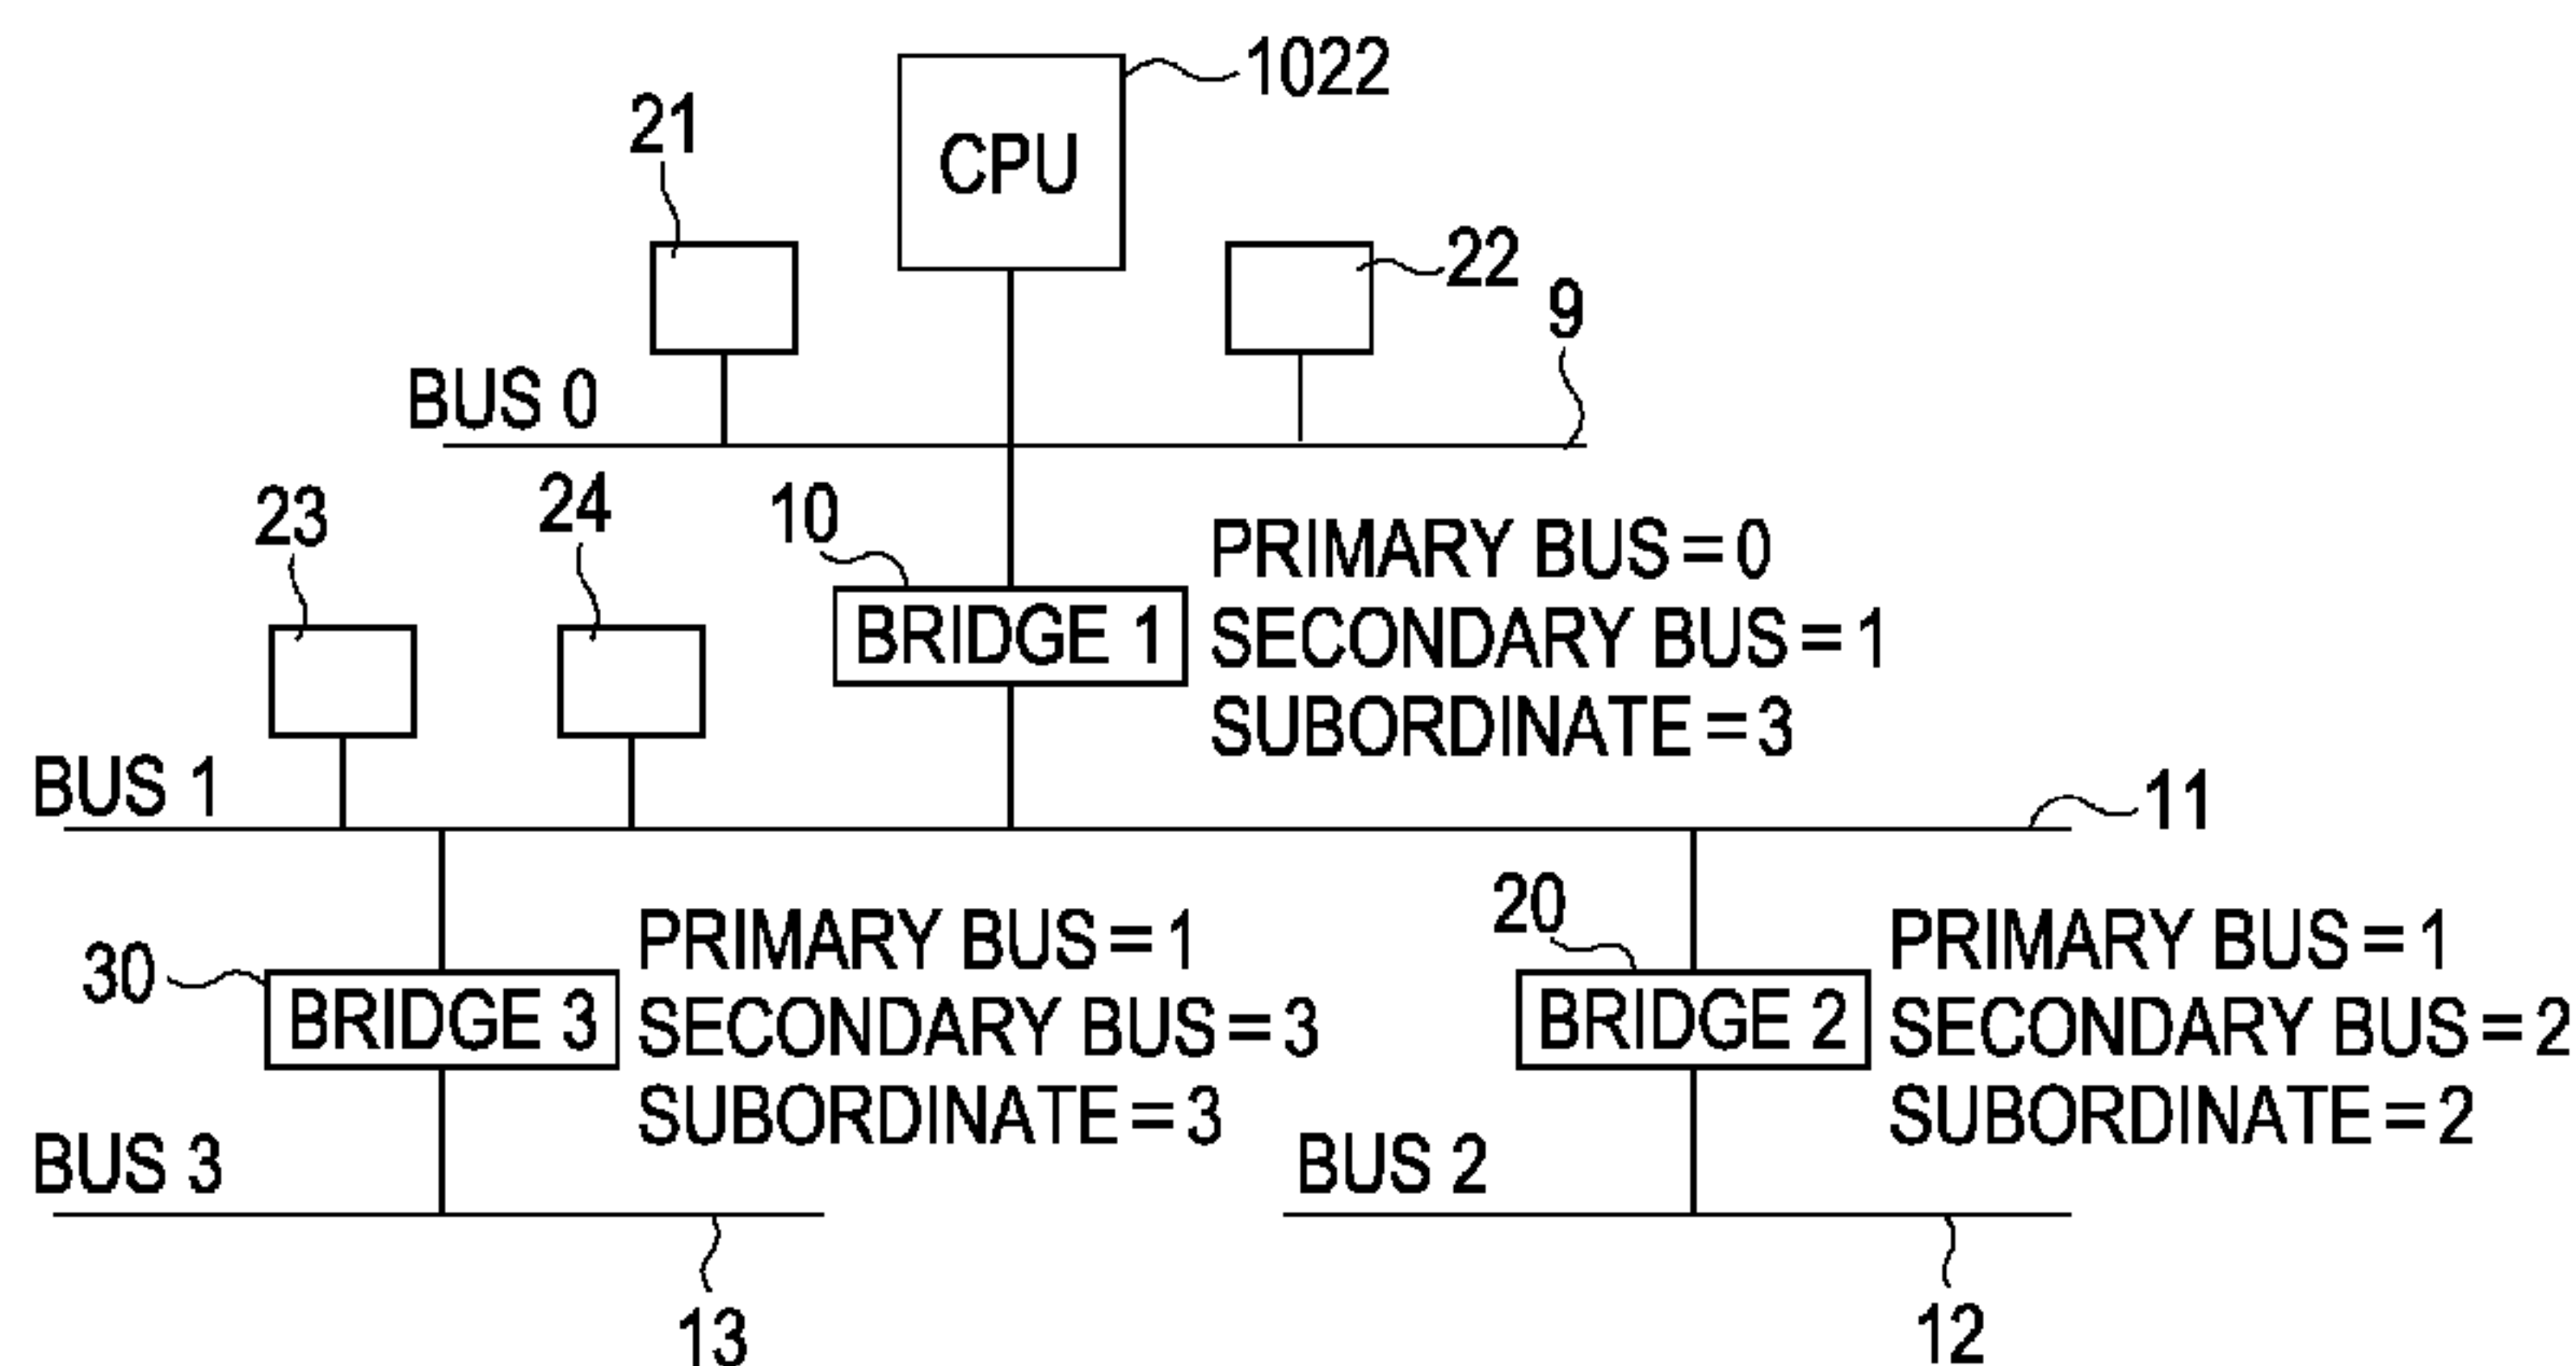 1022
21
CPU
22
9
BUS 0
23
24
10
PRIMARY BUS = 0
BRIDGE 1
SECONDARY BUS = 1
SUBORDINATE = 3
BUS 1
11
30
BRIDGE 3
PRIMARY BUS = 1
SECONDARY BUS = 3
SUBORDINATE = 3
20
BRIDGE 2
PRIMARY BUS = 1
SECONDARY BUS = 2
SUBORDINATE = 2
BUS 3
BUS 2
13
12